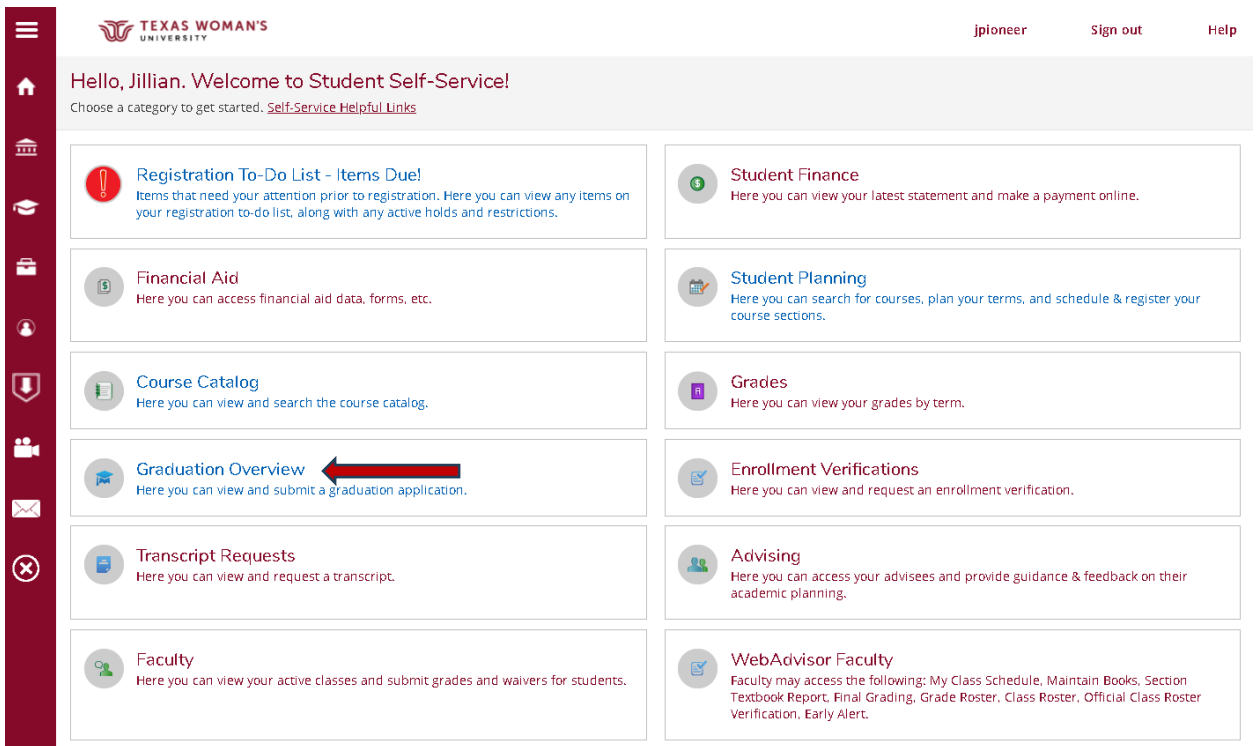 TEXAS WOMAN'S
UNIVERSITY
jpioneer
Sign out
Help
Hello, Jillian. Welcome to Student Self-Service!
Choose a category to get started. Self-Service Helpful Links
Registration To-Do List - Items Due!
Items that need your attention prior to registration. Here you can view any items on
your registration to-do list, along with any active holds and restrictions.
Student Finance
Here you can view your latest statement and make a payment online.
Financial Aid
Here you can access financial aid data, forms, etc.
Student Planning
Here you can search for courses, plan your terms, and schedule & register your
course sections.
Course Catalog
Here you can view and search the course catalog.
Grades
Here you can view your grades by term.
Graduation Overview
Here you can view and submit a graduation application.
Enrollment Verifications
Here you can view and request an enrollment verification.
Transcript Requests
Here you can view and request a transcript.
Advising
Here you can access your advisees and provide guidance & feedback on their
academic planning.
Faculty
Here you can view your active classes and submit grades and waivers for students.
WebAdvisor Faculty
Faculty may access the following: My Class Schedule, Maintain Books, Section
Textbook Report, Final Grading, Grade Roster, Class Roster, Official Class Roster
Verification, Early Alert.